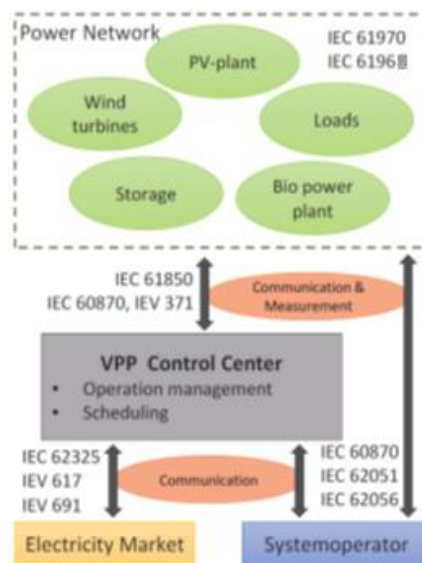 Power Network
IEC 61970
PV-plant
Wind
turbines
Loads
Storage
Bio power
plant
IEC 61850
IEC 60870, IEV 371
Communication &
Measurement
VPP Control Center
• Operation management
• Scheduling
IEC 62325
IEV 617
IEV 691
Communication
IEC 60870
IEC 62051
IEC 62056
Electricity Market
Systemoperator